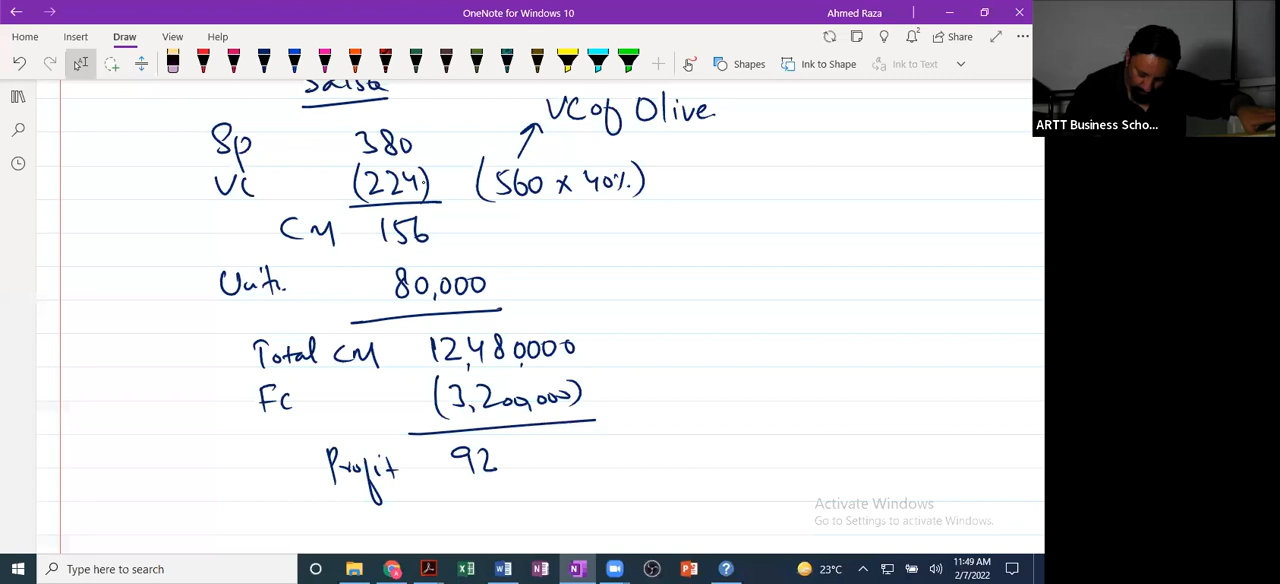 OneNote for Windows 10
Ahmed Raza
Home Insert Draw View Help
Share
Shapes Ink to Shape Ink to Text
Salsa
VC of Olive
Sp 380
VC (224) (560 x 40%)
CM 156
Units 80,000
Total CM 12,480,000
FC (3,200,000)
Profit 92
ARTT Business Scho...
Activate Windows
Go to Settings to activate Windows.
Type here to search
23°C
11:49 AM
2/7/2022